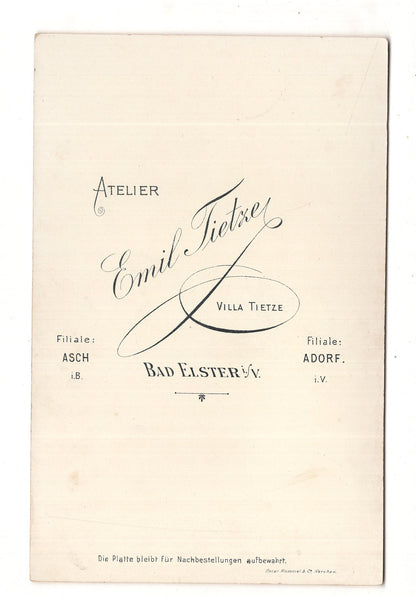 ATELIER
Emil Tietze
VILLA TIETZE
Filiale:
ASCH
i.B.
BAD ELSTER i/V.
Filiale:
ADORF.
i.V.
Die Platte bleibt für Nachbestellungen aufbewahrt.